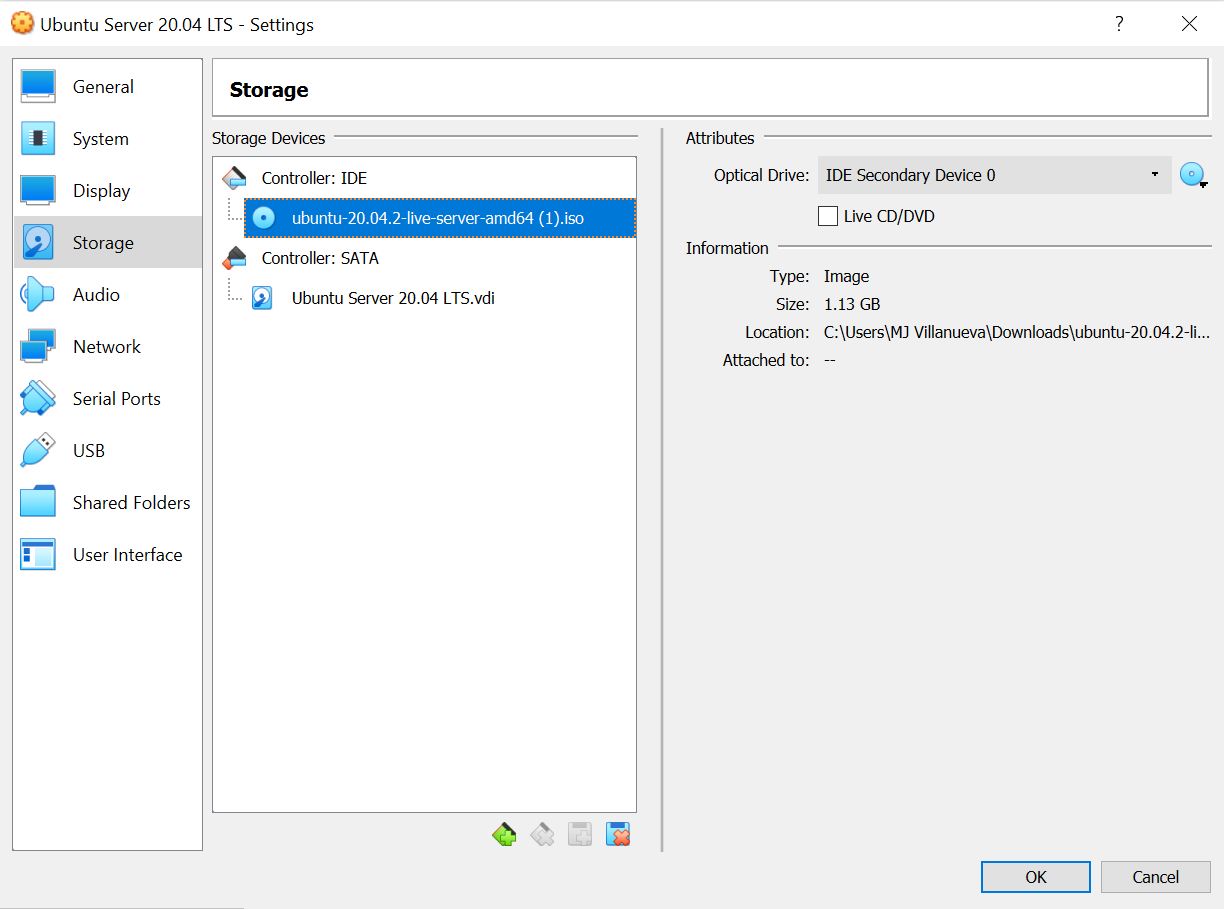 Ubuntu Server 20.04 LTS - Settings
?
General
System
Display
Storage
Audio
Network
Serial Ports
USB
Shared Folders
User Interface
Storage
Storage Devices
Controller: IDE
ubuntu-20.04.2-live-server-amd64 (1).iso
Controller: SATA
Ubuntu Server 20.04 LTS.vdi
Attributes
Optical Drive: IDE Secondary Device 0
Live CD/DVD
Information
Type: Image
Size: 1.13 GB
Location: C:\Users\MJ Villanueva\Downloads\ubuntu-20.04.2-li...
Attached to: --
OK Cancel